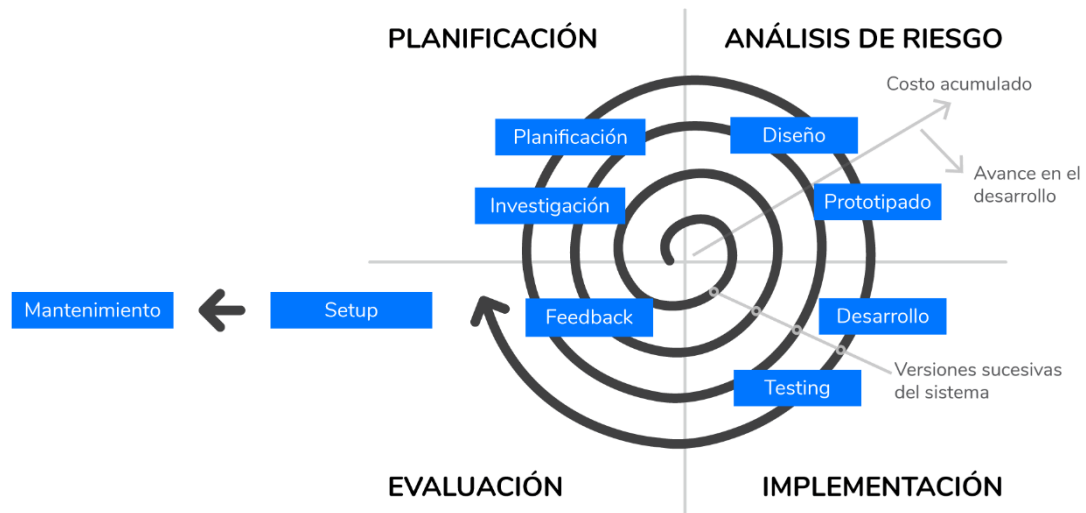 PLANIFICACIÓN
ANÁLISIS DE RIESGO
Costo acumulado
Planificación
Diseño
Avance en el
desarrollo
Investigación
Prototipado
Mantenimiento
Setup
Feedback
Desarrollo
Versiones sucesivas
del sistema
Testing
EVALUACIÓN
IMPLEMENTACIÓN